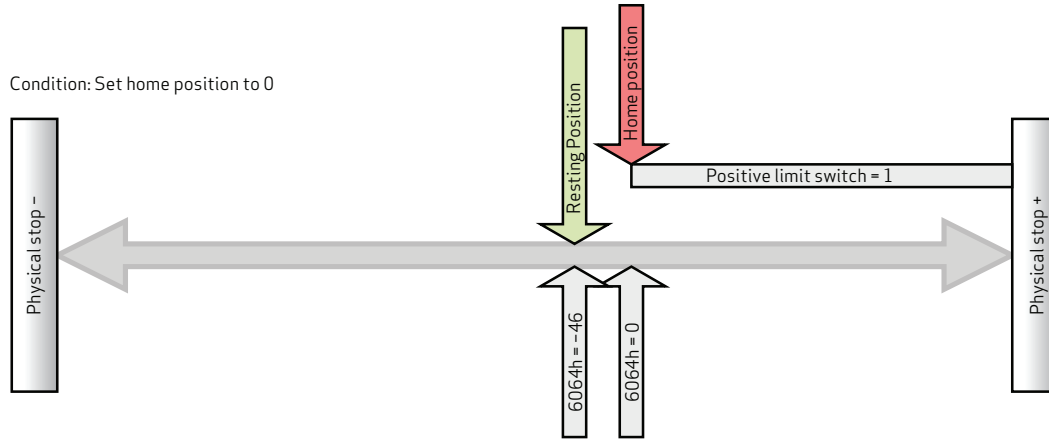 Condition: Set home position to 0
Physical stop –
Resting Position
Home position
Positive limit switch = 1
Physical stop +
6064h = –46
6064h = 0